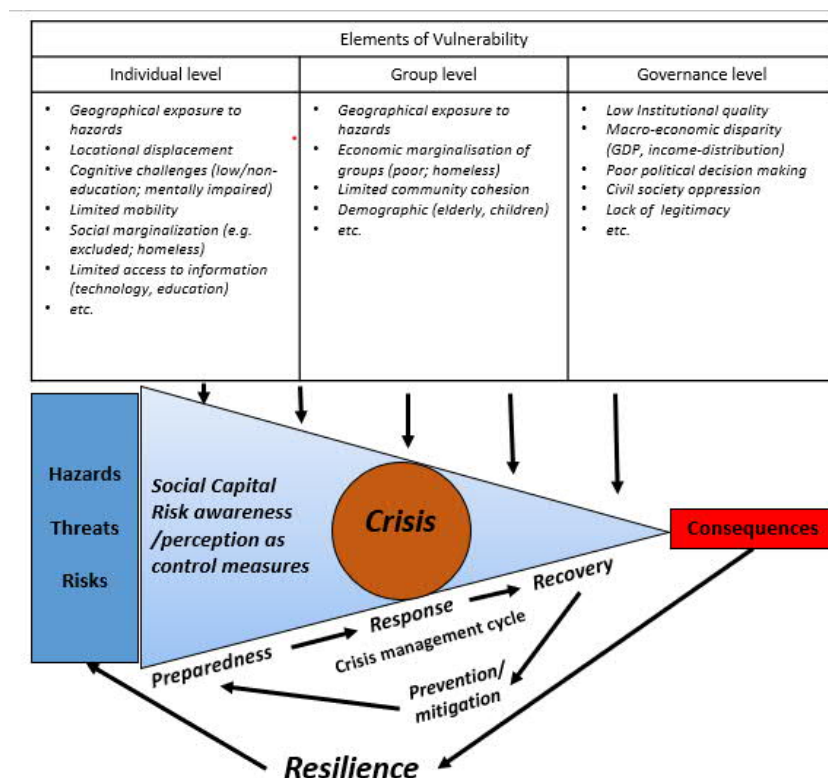 Elements of Vulnerability
Individual level
Group level
Governance level
• Geographical exposure to
hazards
• Locational displacement
• Cognitive challenges (low/non-
education; mentally impaired)
• Limited mobility
• Social marginalization (e.g.
excluded; homeless)
• Limited access to information
(technology, education)
• etc.
• Geographical exposure to
hazards
• Economic marginalisation of
groups (poor; homeless)
• Limited community cohesion
• Demographic (elderly, children)
• etc.
• Low Institutional quality
• Macro-economic disparity
(GDP, income-distribution)
• Poor political decision making
• Civil society oppression
• Lack of legitimacy
• etc.
Hazards
Threats
Risks
Social Capital
Risk awareness
/perception as
control measures
Crisis
Consequences
Preparedness
Response
Recovery
Crisis management cycle
Prevention/
mitigation
Resilience